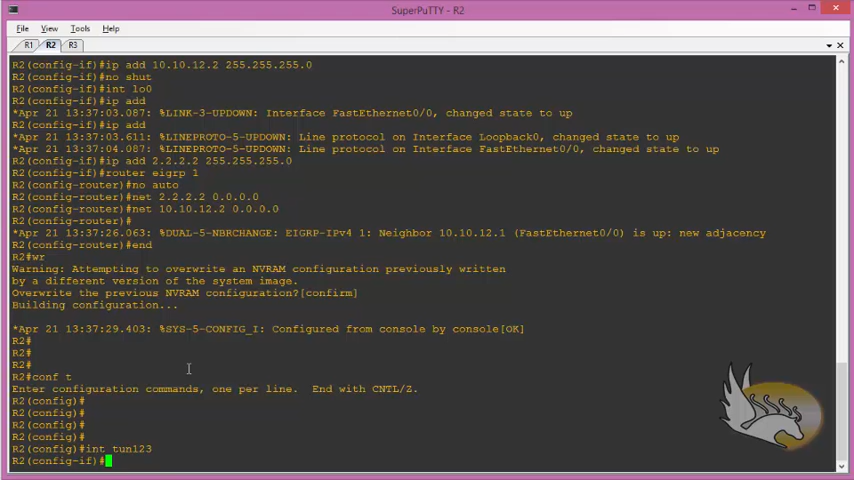 SuperPuTTY - R2
File View Tools Help
R1 R2 R3
R2(config-if)#ip add 10.10.12.2 255.255.255.0
R2(config-if)#no shut
R2(config-if)#int lo0
R2(config-if)#ip add
*Apr 21 13:37:03.087: %LINK-3-UPDOWN: Interface FastEthernet0/0, changed state to up
R2(config-if)#ip add
*Apr 21 13:37:03.611: %LINEPROTO-5-UPDOWN: Line protocol on Interface Loopback0, changed state to up
*Apr 21 13:37:04.087: %LINEPROTO-5-UPDOWN: Line protocol on Interface FastEthernet0/0, changed state to up
R2(config-if)#ip add 2.2.2.2 255.255.255.0
R2(config-if)#router eigrp 1
R2(config-router)#no auto
R2(config-router)#net 2.2.2.2 0.0.0.0
R2(config-router)#net 10.10.12.2 0.0.0.0
R2(config-router)#
*Apr 21 13:37:26.063: %DUAL-5-NBRCHANGE: EIGRP-IPv4 1: Neighbor 10.10.12.1 (FastEthernet0/0) is up: new adjacency
R2(config-router)#end
R2#wr
Warning: Attempting to overwrite an NVRAM configuration previously written
by a different version of the system image.
Overwrite the previous NVRAM configuration?[confirm]
Building configuration...
*Apr 21 13:37:29.403: %SYS-5-CONFIG_I: Configured from console by console[OK]
R2#
R2#
R2#
R2#conf t
Enter configuration commands, one per line.  End with CNTL/Z.
R2(config)#
R2(config)#
R2(config)#
R2(config)#
R2(config)#int tun123
R2(config-if)#